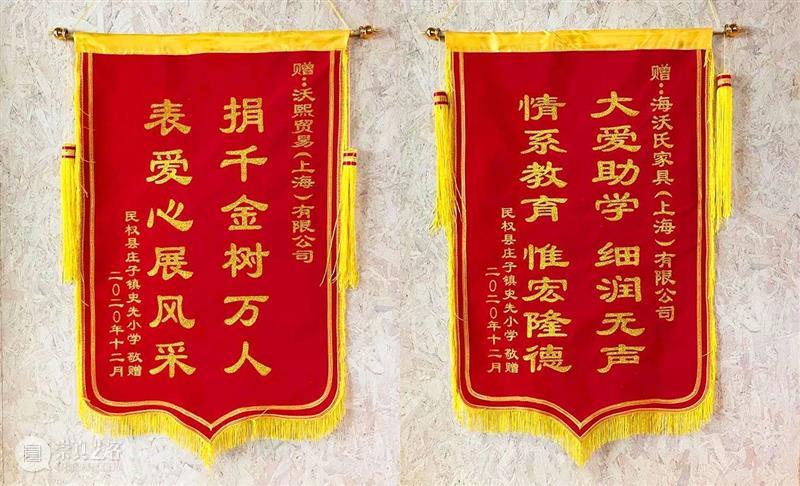 赠:沃熙贸易(上海)有限公司
捐千金树万人
表爱心展风采
民权县庄子镇史先小学 敬赠
二〇二〇年十二月
赠:海沃氏家具(上海)有限公司
大爱助学 细润无声
情系教育 惟宏隆德
民权县庄子镇史先小学 敬赠
二〇二〇年十二月